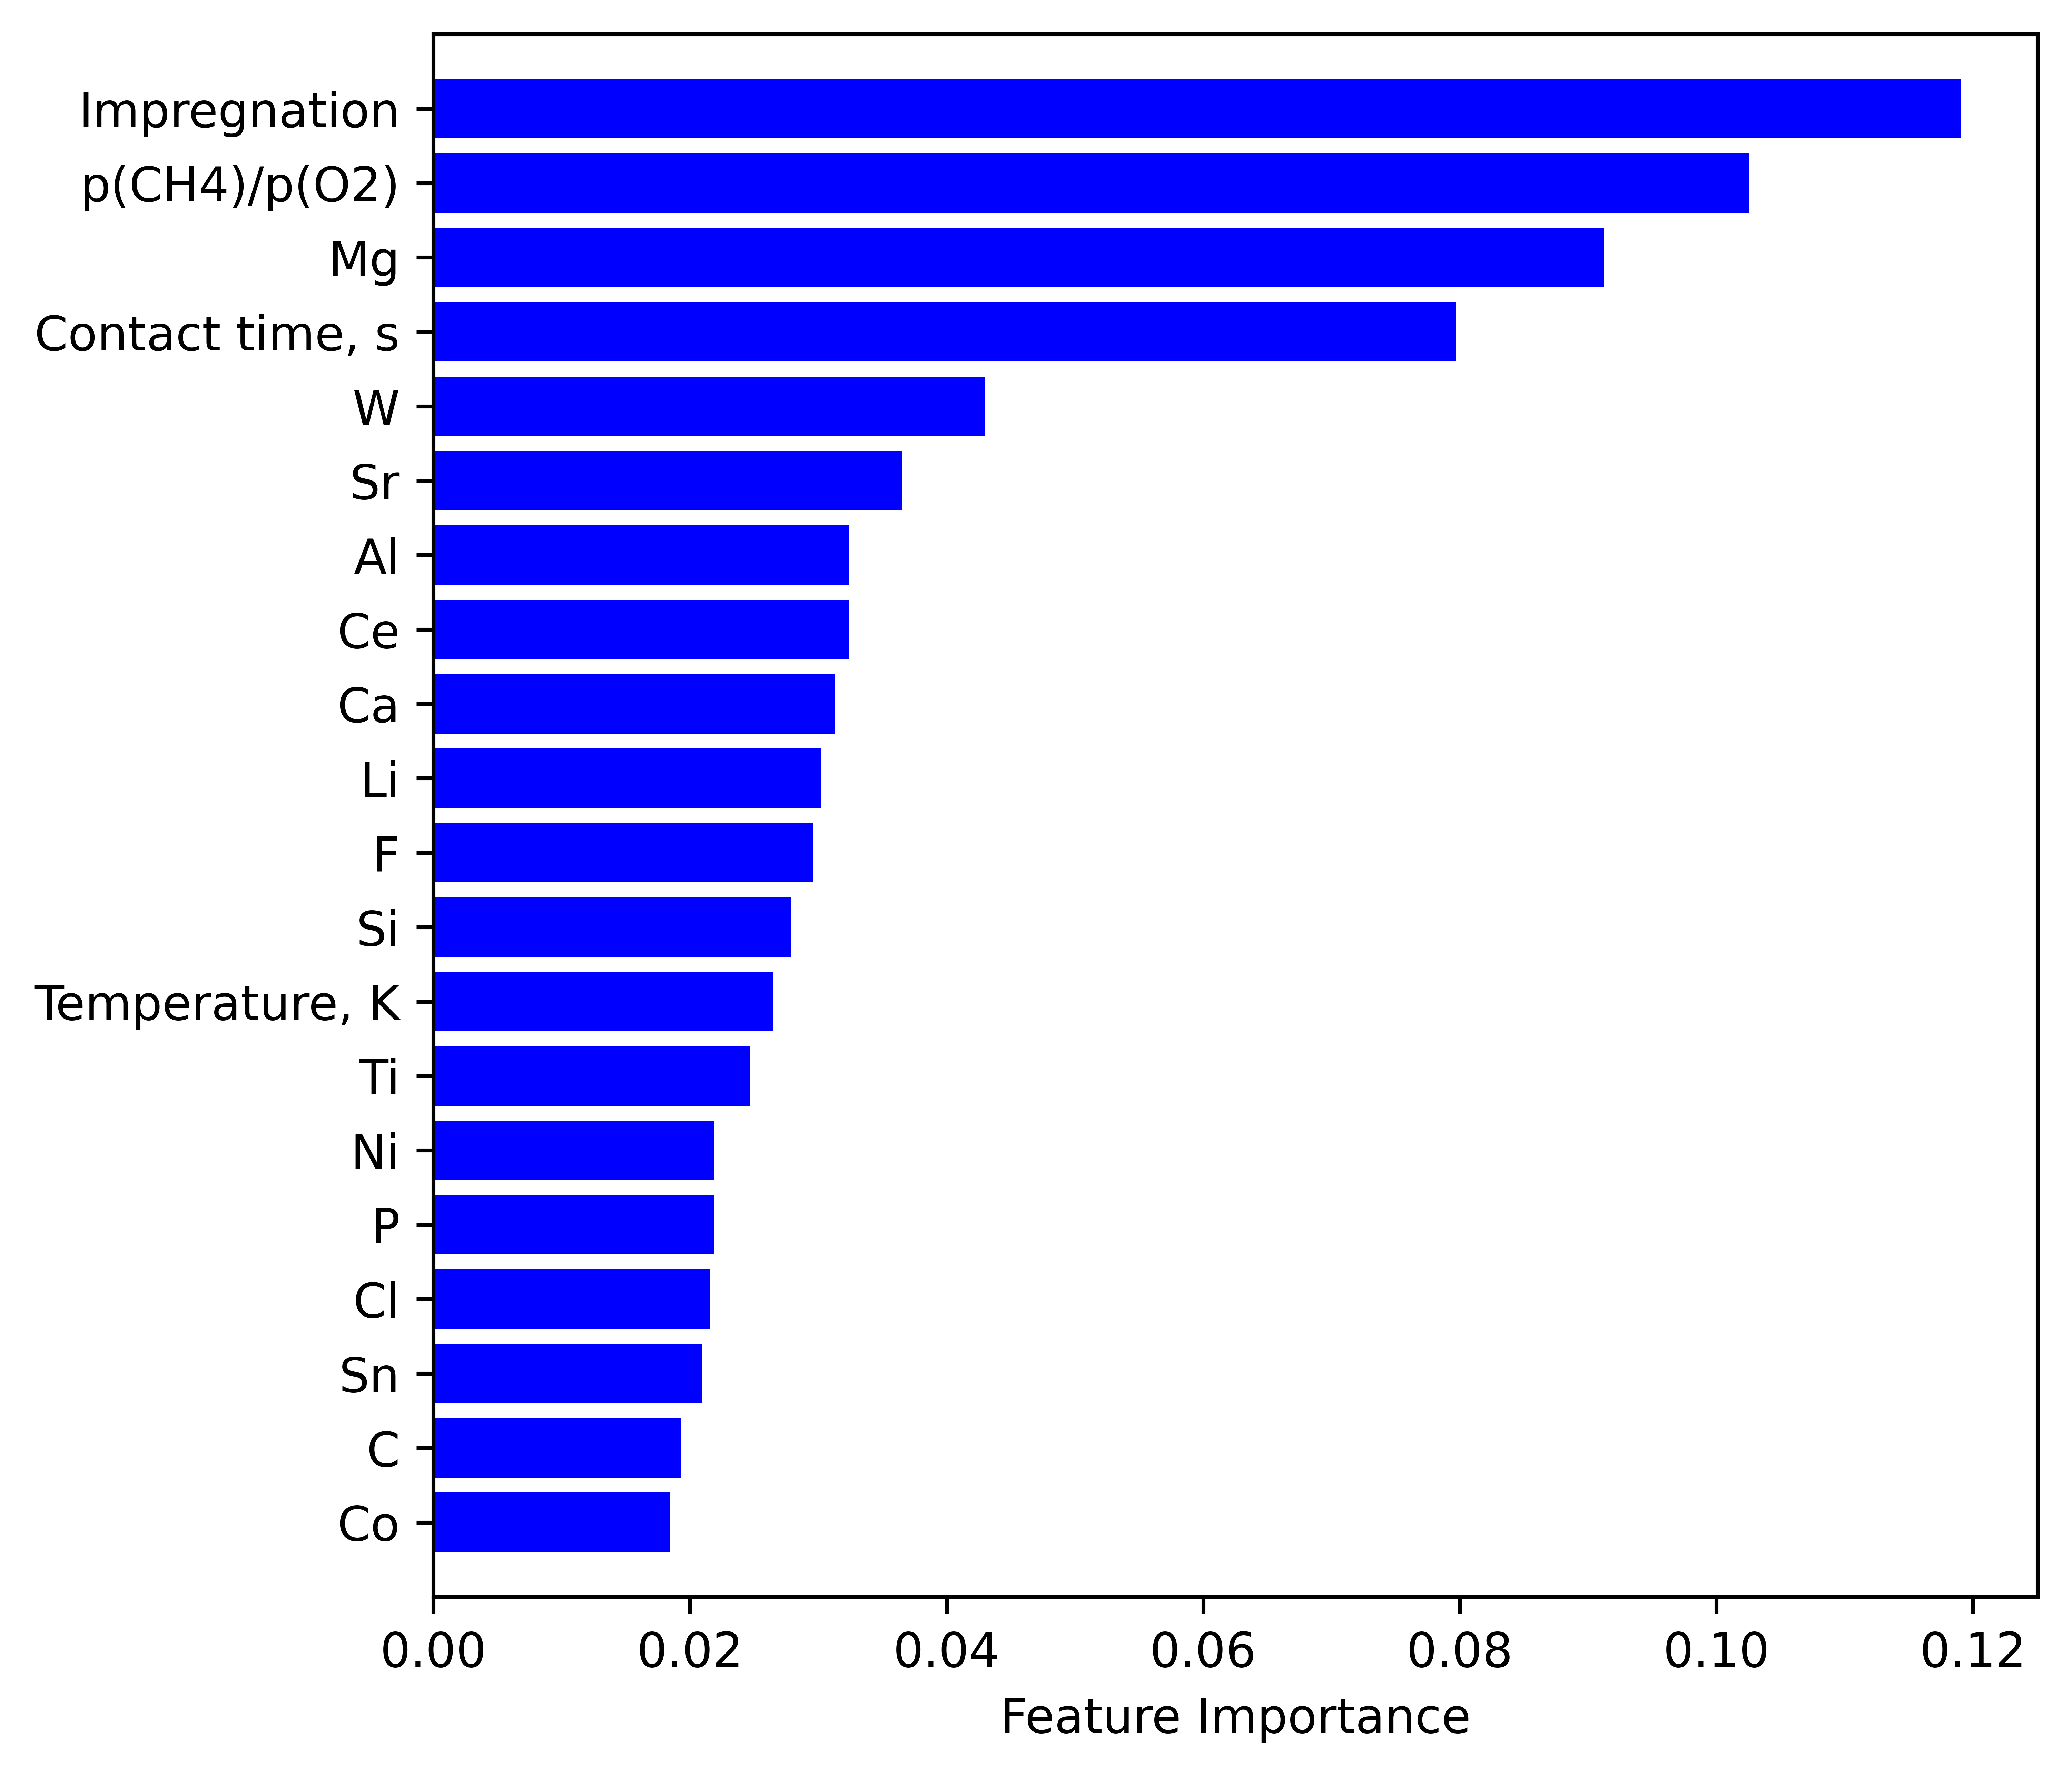 Impregnation
p(CH4)/p(O2)
Mg
Contact time, s
W
Sr
Al
Ce
Ca
Li
F
Si
Temperature, K
Ti
Ni
P
Cl
Sn
C
Co
0.00 0.02 0.04 0.06 0.08 0.10 0.12
Feature Importance